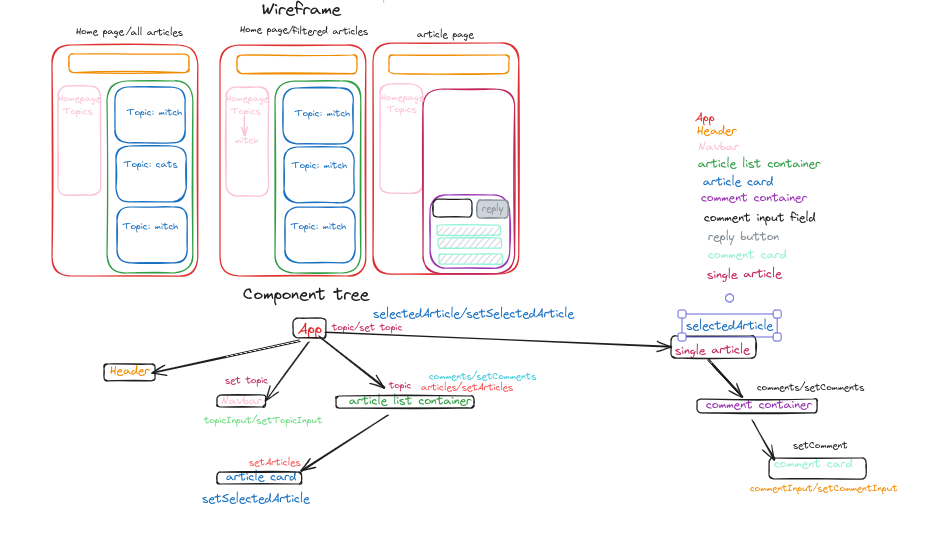 Wireframe
Home page/all articles
Home page/filtered articles
article page
Homepage
Topics
Topic: mitch
Topic: cats
Topic: mitch
Homepage
Topics
mitch
Topic: mitch
Topic: mitch
Topic: mitch
Homepage
Topics
reply
App
Header
Navbar
article list container
article card
comment container
comment input field
reply button
comment card
single article
Component tree
selectedArticle/setSelectedArticle
App
topic/set topic
selectedArticle
single article
Header
set topic
Navbar
topicInput/setTopicInput
comments/setComments
topic
articles/setArticles
article list container
comments/setComments
comment container
setArticles
article card
setSelectedArticle
setComment
comment card
commentInput/setCommentInput